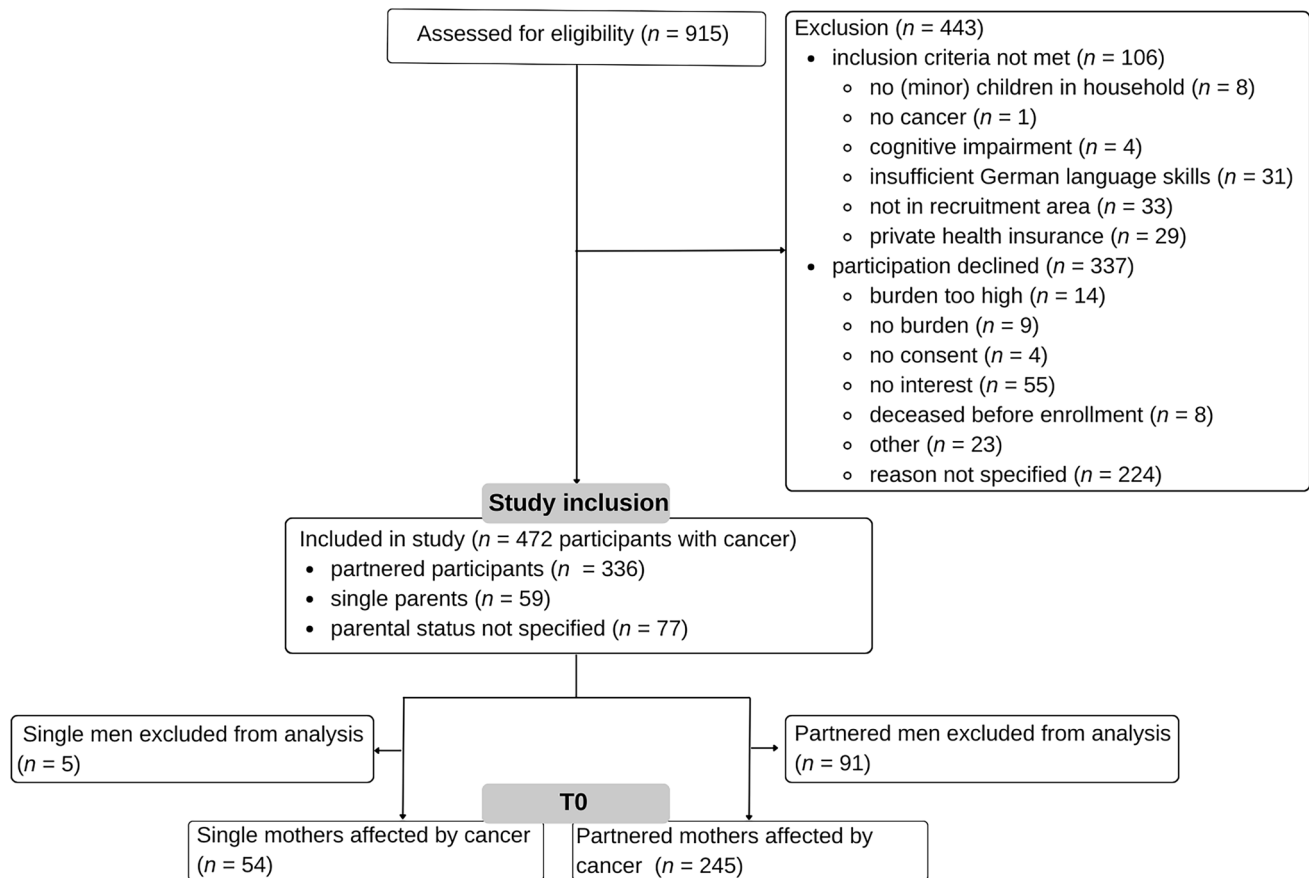 Assessed for eligibility (n = 915)
Exclusion (n = 443)
• inclusion criteria not met (n = 106)
○ no (minor) children in household (n = 8)
○ no cancer (n = 1)
○ cognitive impairment (n = 4)
○ insufficient German language skills (n = 31)
○ not in recruitment area (n = 33)
○ private health insurance (n = 29)
• participation declined (n = 337)
○ burden too high (n = 14)
○ no burden (n = 9)
○ no consent (n = 4)
○ no interest (n = 55)
○ deceased before enrollment (n = 8)
○ other (n = 23)
○ reason not specified (n = 224)
Study inclusion
Included in study (n = 472 participants with cancer)
• partnered participants (n = 336)
• single parents (n = 59)
• parental status not specified (n = 77)
Single men excluded from analysis
(n = 5)
Partnered men excluded from analysis
(n = 91)
T0
Single mothers affected by cancer
(n = 54)
Partnered mothers affected by
cancer (n = 245)